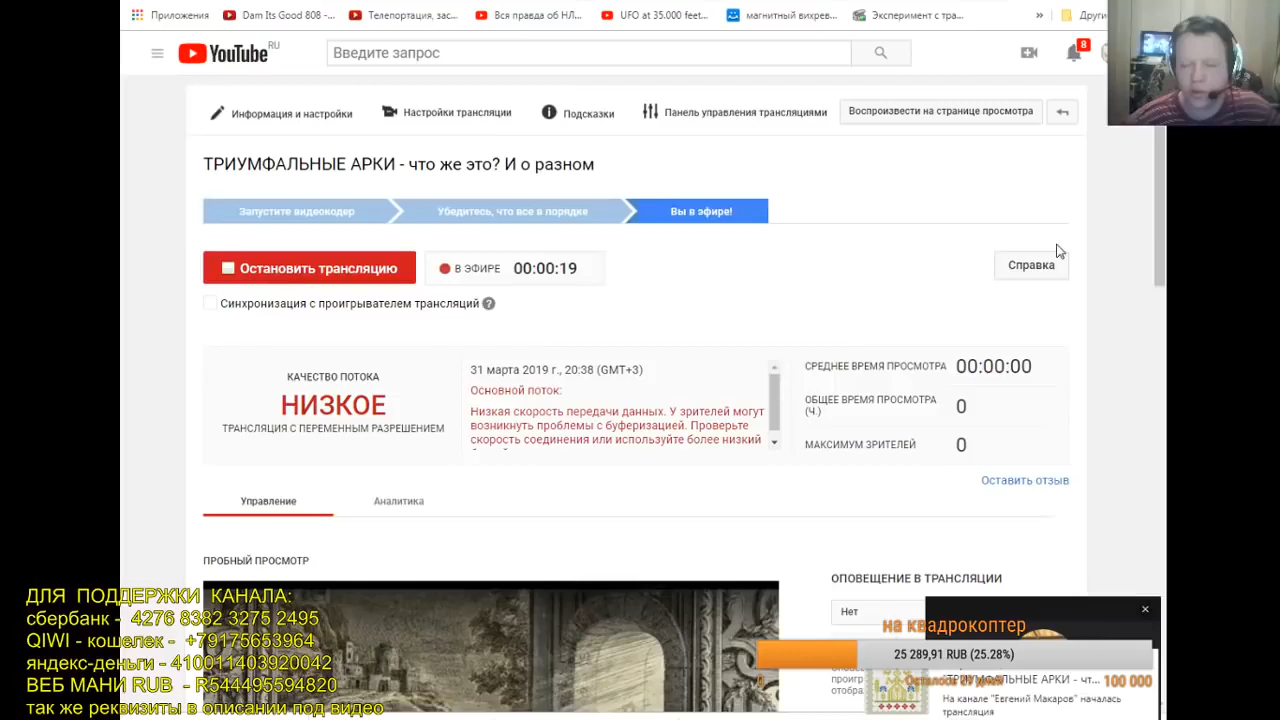 Приложения
Dam Its Good 808 -...
Телепортация, зас...
Вся правда об НЛ...
UFO at 35.000 feet...
магнитный вихрев...
Эксперимент с тра...
»
Други
YouTube RU
Введите запрос
8
Информация и настройки
Настройки трансляции
Подсказки
Панель управления трансляциями
Воспроизвести на странице просмотра
ТРИУМФАЛЬНЫЕ АРКИ - что же это? И о разном
Запустите видеокодер
Убедитесь, что все в порядке
Вы в эфире!
Остановить трансляцию
В ЭФИРЕ 00:00:19
Справка
Синхронизация с проигрывателем трансляций ?
КАЧЕСТВО ПОТОКА
НИЗКОЕ
ТРАНСЛЯЦИЯ С ПЕРЕМЕННЫМ РАЗРЕШЕНИЕМ
31 марта 2019 г., 20:38 (GMT+3)
Основной поток:
Низкая скорость передачи данных. У зрителей могут
возникнуть проблемы с буферизацией. Проверьте
скорость соединения или используйте более низкий
СРЕДНЕЕ ВРЕМЯ ПРОСМОТРА 00:00:00
ОБЩЕЕ ВРЕМЯ ПРОСМОТРА
(Ч.) 0
МАКСИМУМ ЗРИТЕЛЕЙ 0
Оставить отзыв
Управление
Аналитика
ПРОБНЫЙ ПРОСМОТР
ОПОВЕЩЕНИЕ В ТРАНСЛЯЦИИ
Нет
ДЛЯ ПОДДЕРЖКИ КАНАЛА:
сбербанк - 4276 8382 3275 2495
QIWI - кошелек - +79175653964
яндекс-деньги - 410011403920042
ВЕБ МАНИ RUB - R544495594820
так же реквизиты в описании под видео
на квадрокоптер
25 289,91 RUB (25.28%)
0
100 000
ТРИУМФАЛЬНЫЕ АРКИ - чт...
На канале "Евгений Макаров" началась
трансляция
проигр
отобра.